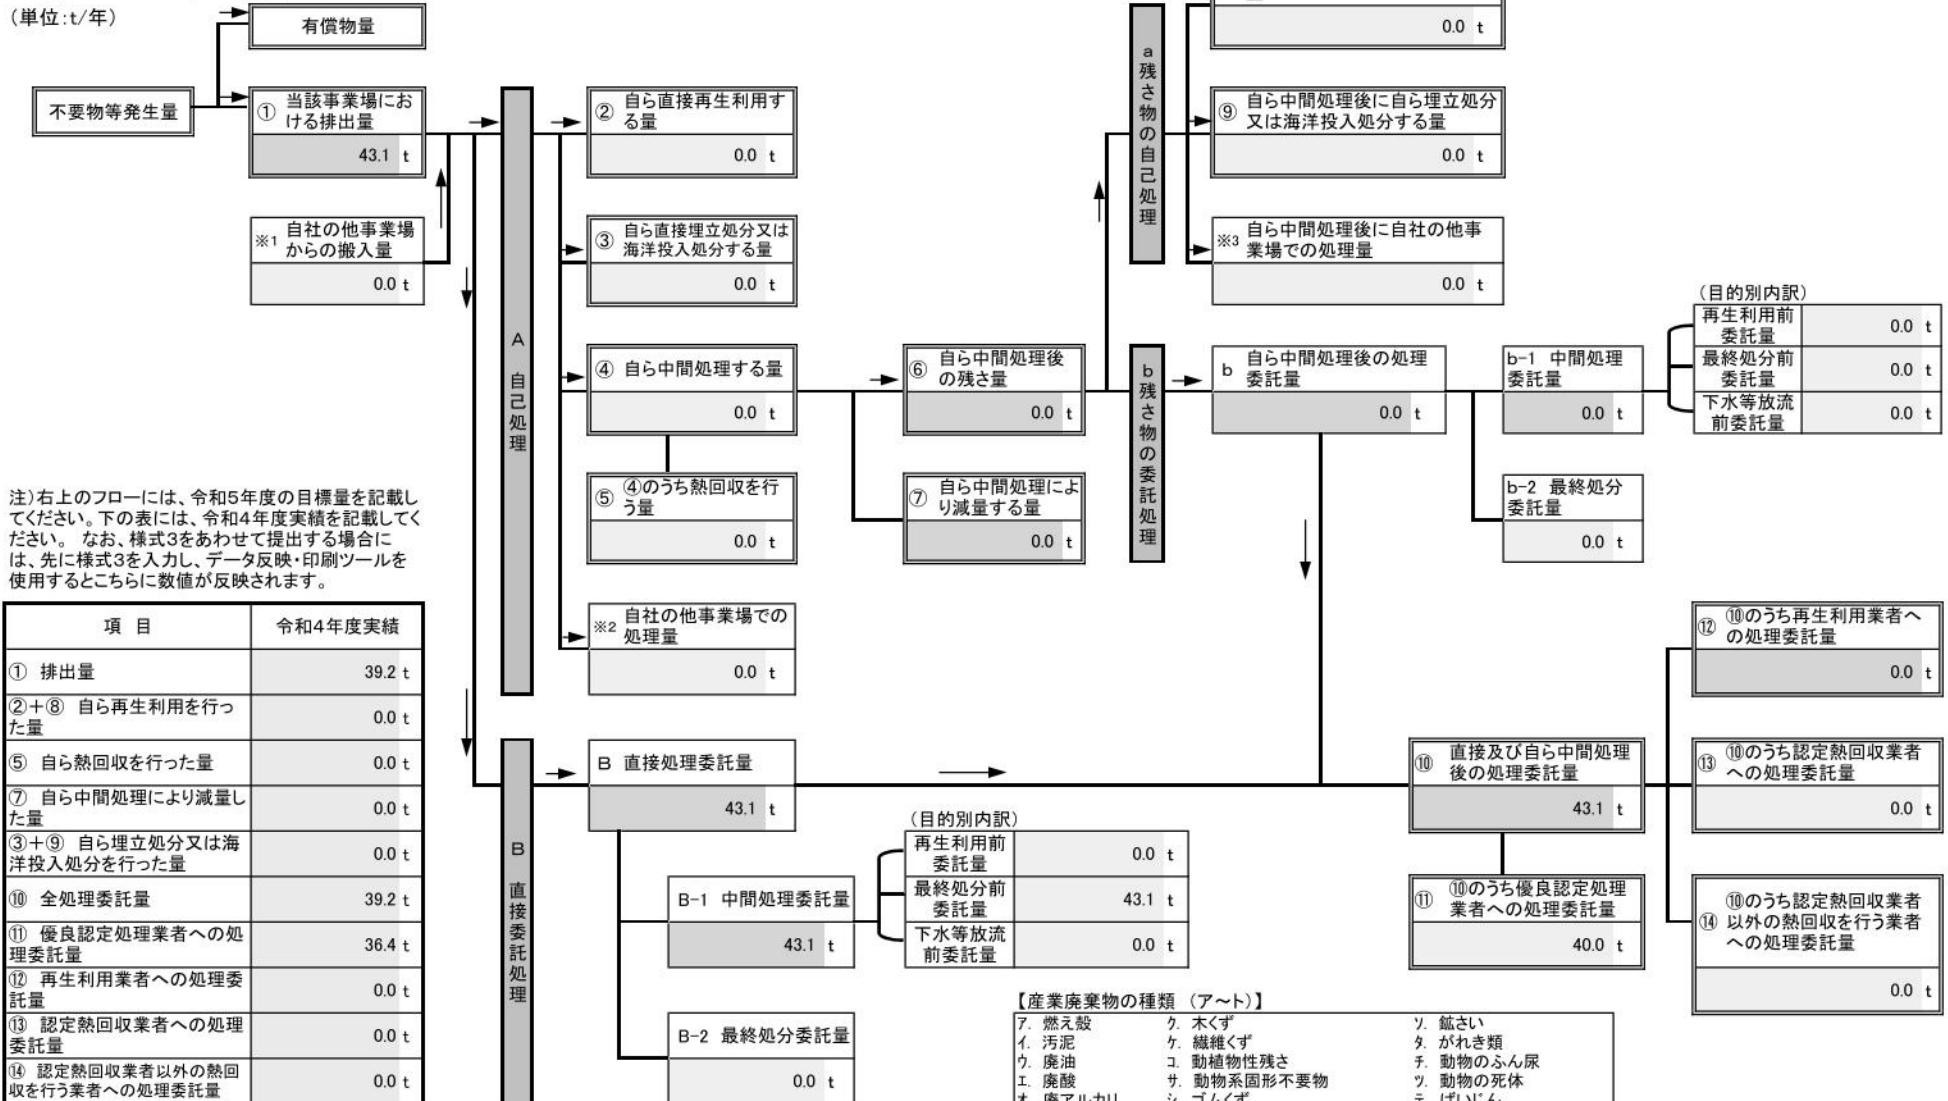 (単位:t/年)
有償物量
不要物等発生量
① 当該事業場にお
ける排出量
43.1 t
※1 自社の他事業場
からの搬入量
0.0 t
A 自己処理
② 自ら直接再生利用す
る量
0.0 t
③ 自ら直接埋立処分又は
海洋投入処分する量
0.0 t
④ 自ら中間処理する量
0.0 t
⑤ ④のうち熱回収を行
う量
0.0 t
※2 自社の他事業場での
処理量
0.0 t
⑥ 自ら中間処理後
の残さ量
0.0 t
⑦ 自ら中間処理によ
り減量する量
0.0 t
a 残さ物の自己処理
0.0 t
⑨ 自ら中間処理後に自ら埋立処分
又は海洋投入処分する量
0.0 t
※3 自ら中間処理後に自社の他事
業場での処理量
0.0 t
b 残さ物の委託処理
b 自ら中間処理後の処理
委託量
0.0 t
b-1 中間処理
委託量
0.0 t
(目的別内訳)
再生利用前
委託量
0.0 t
最終処分前
委託量
0.0 t
下水等放流
前委託量
0.0 t
b-2 最終処分
委託量
0.0 t
注)右上のフローには、令和5年度の目標量を記載し
てください。下の表には、令和4年度実績を記載してく
ださい。 なお、様式3をあわせて提出する場合に
は、先に様式3を入力し、データ反映・印刷ツールを
使用するとこちらに数値が反映されます。
項 目 令和4年度実績
① 排出量 39.2 t
②+⑧ 自ら再生利用を行っ
た量
0.0 t
⑤ 自ら熱回収を行った量 0.0 t
⑦ 自ら中間処理により減量し
た量
0.0 t
③+⑨ 自ら埋立処分又は海
洋投入処分を行った量
0.0 t
⑩ 全処理委託量 39.2 t
⑪ 優良認定処理業者への処
理委託量
36.4 t
⑫ 再生利用業者への処理委
託量
0.0 t
⑬ 認定熱回収業者への処理
委託量
0.0 t
⑭ 認定熱回収業者以外の熱回
収を行う業者への処理委託量
0.0 t
B 直接委託処理
B 直接処理委託量
43.1 t
B-1 中間処理委託量
43.1 t
(目的別内訳)
再生利用前
委託量
0.0 t
最終処分前
委託量
43.1 t
下水等放流
前委託量
0.0 t
B-2 最終処分委託量
0.0 t
⑩ 直接及び自ら中間処理
後の処理委託量
43.1 t
⑪ ⑩のうち優良認定処理
業者への処理委託量
40.0 t
⑫ ⑩のうち再生利用業者へ
の処理委託量
0.0 t
⑬ ⑩のうち認定熱回収業者
への処理委託量
0.0 t
⑭ ⑩のうち認定熱回収業者
以外の熱回収を行う業者
への処理委託量
0.0 t
【産業廃棄物の種類 (ア~ト)】
ア. 燃え殻 ク. 木くず ソ. 鉱さい
イ. 汚泥 ケ. 繊維くず タ. がれき類
ウ. 廃油 コ. 動植物性残さ チ. 動物のふん尿
エ. 廃酸 サ. 動物系固形不要物 ツ. 動物の死体
オ. 廃アルカリ シ. ゴムくず テ. ばいじん